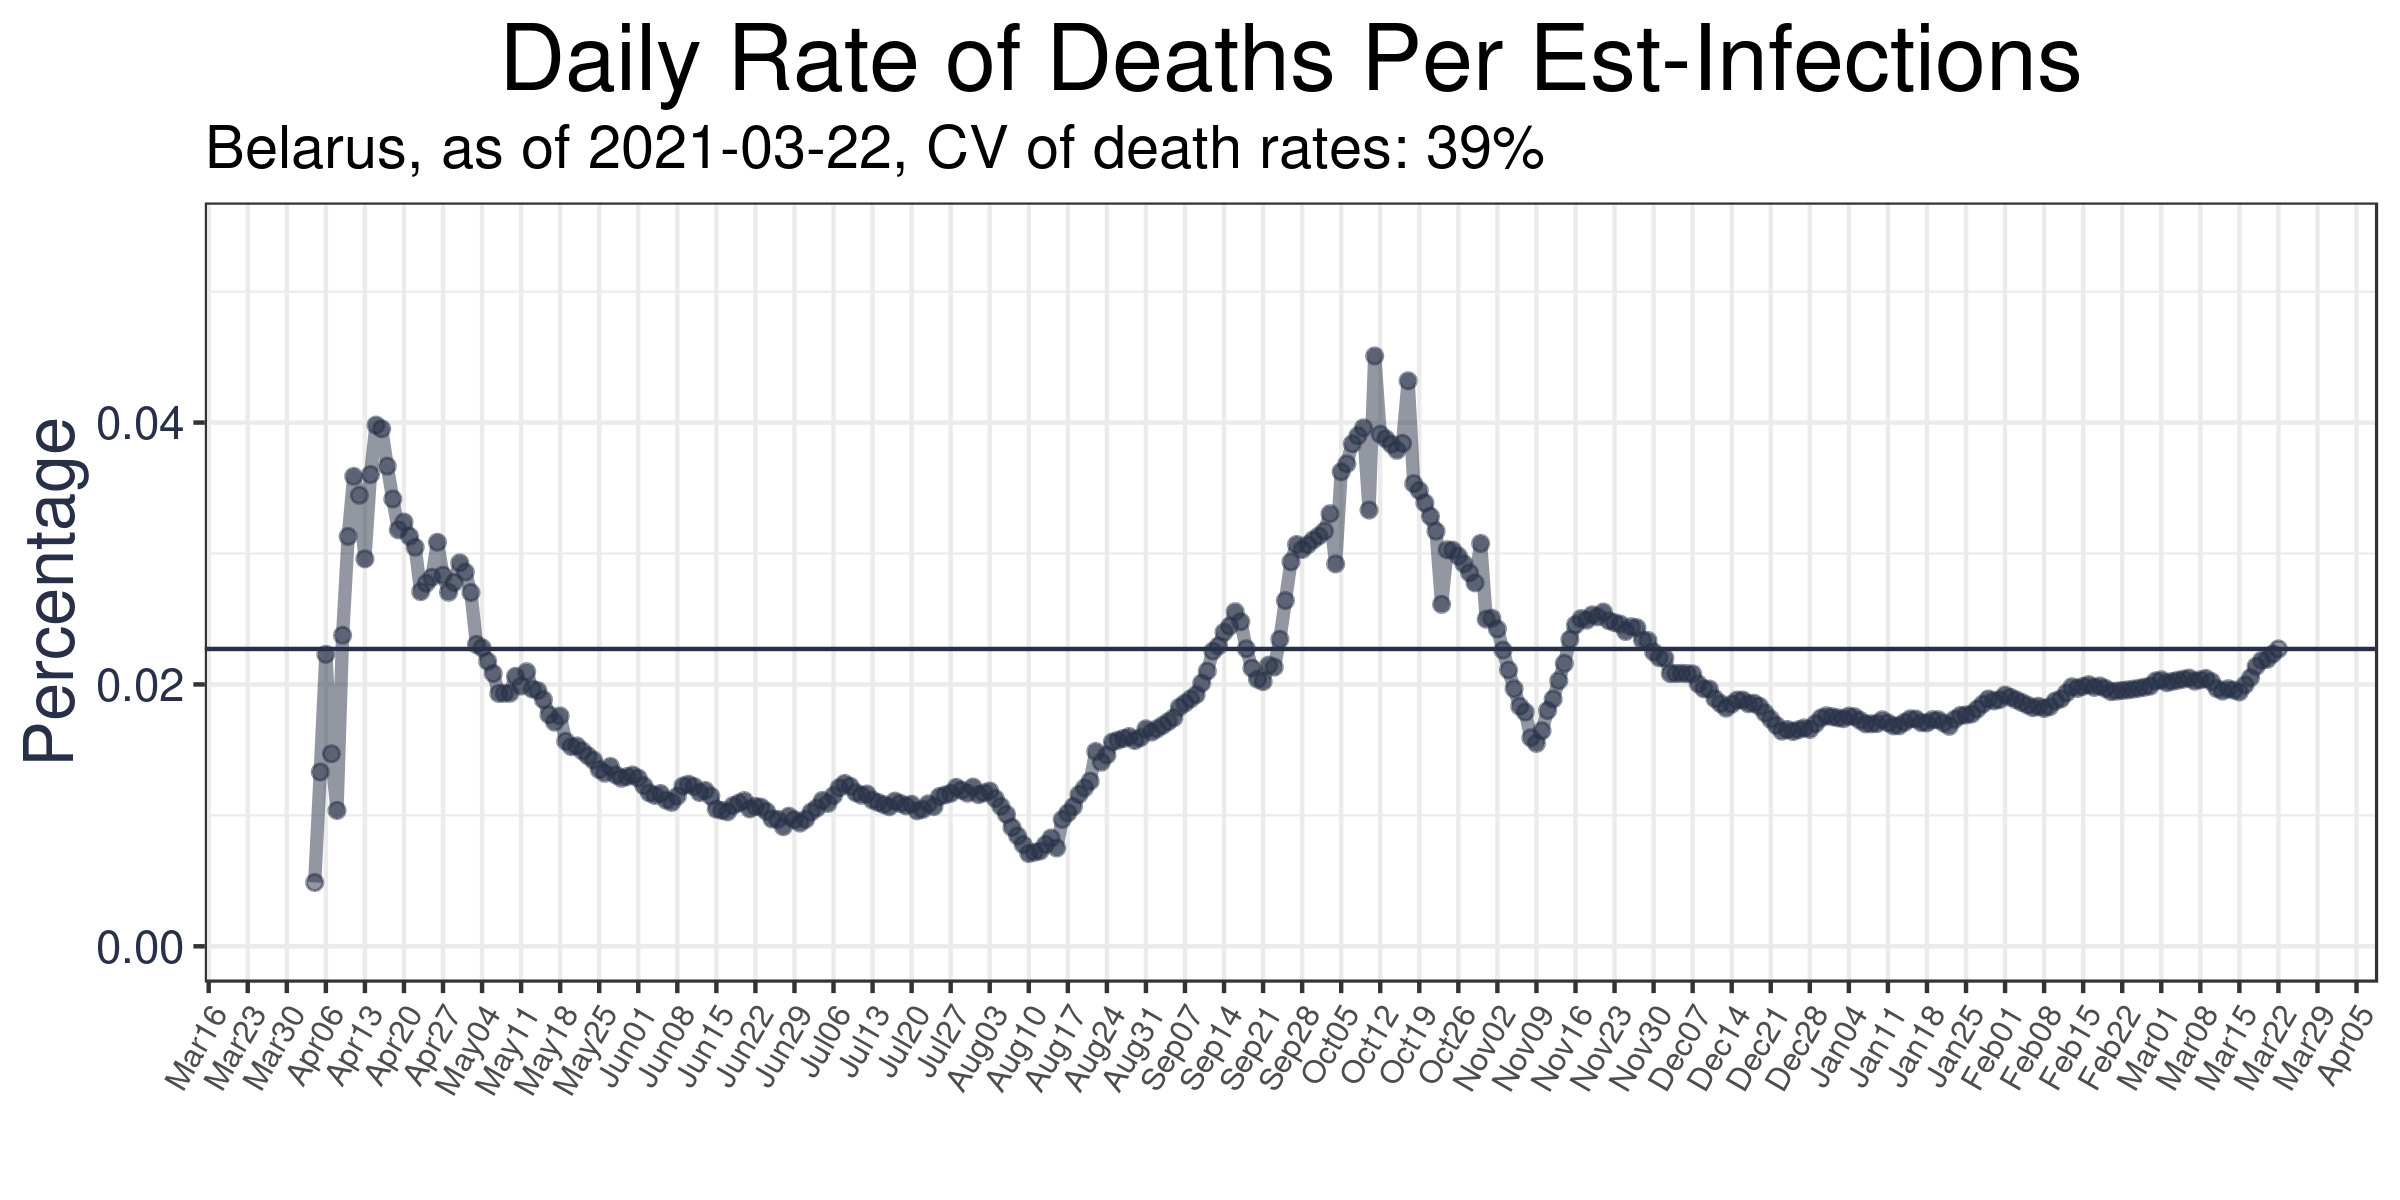 Daily Rate of Deaths Per Est-Infections
Belarus, as of 2021-03-22, CV of death rates: 39%
Percentage
0.04
0.02
0.00
Mar16 Mar23 Mar30 Apr06 Apr13 Apr20 Apr27 May04 May11 May18 May25 Jun01 Jun08 Jun15 Jun22 Jun29 Jul06 Jul13 Jul20 Jul27 Aug03 Aug10 Aug17 Aug24 Aug31 Sep07 Sep14 Sep21 Sep28 Oct05 Oct12 Oct19 Oct26 Nov02 Nov09 Nov16 Nov23 Nov30 Dec07 Dec14 Dec21 Dec28 Jan04 Jan11 Jan18 Jan25 Feb01 Feb08 Feb15 Feb22 Mar01 Mar08 Mar15 Mar22 Mar29 Apr05